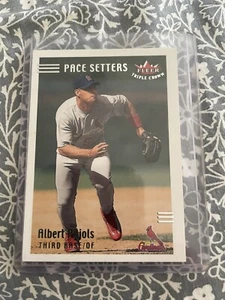 PACE SETTERS
FLEER
TRIPLE CROWN
Albert Pujols
THIRD BASE/OF